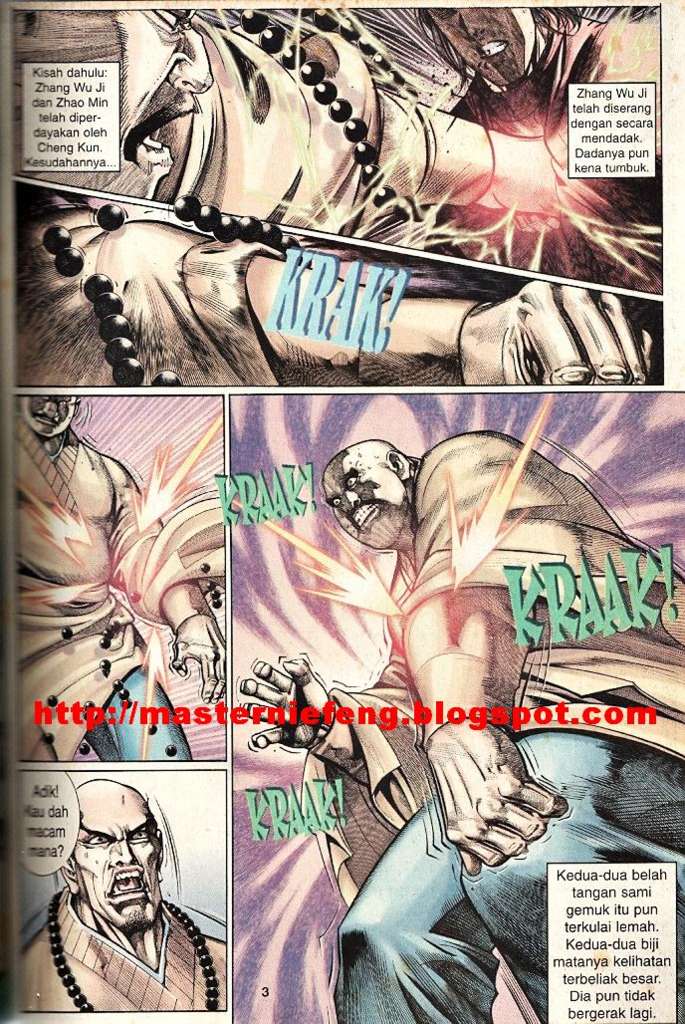 Kisah dahulu:
Zhang Wu Ji
dan Zhao Min
telah diper-
dayakan oleh
Cheng Kun.
Kesudahannya...
Zhang Wu Ji
telah diserang
dengan secara
mendadak.
Dadanya pun
kena tumbuk.
KRAK!
KRAAK!
KRAAK!
http://masterniefeng.blogspot.com
KRAAK!
Adik!
Kau dah
macam
mana?
Kedua-dua belah
tangan sami
gemuk itu pun
terkulai lemah.
Kedua-dua biji
matanya kelihatan
terbeliak besar.
Dia pun tidak
bergerak lagi.
3